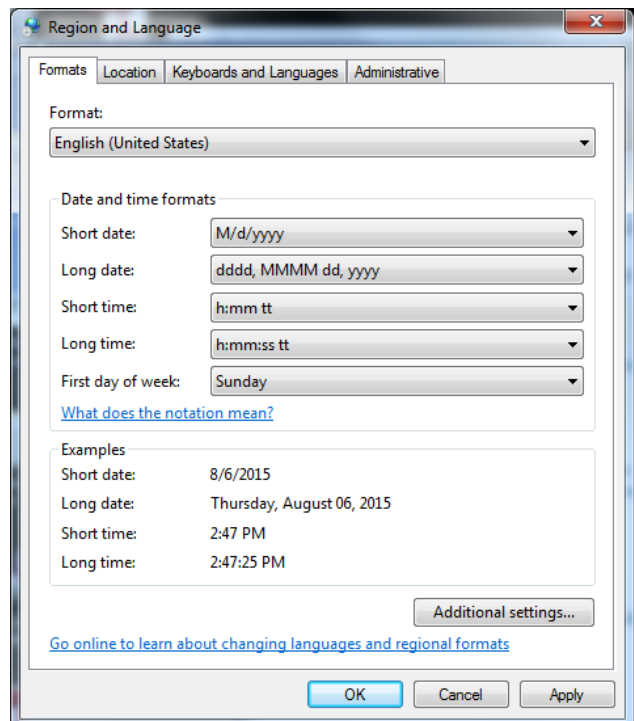 Region and Language
Formats Location Keyboards and Languages Administrative
Format:
English (United States)
Date and time formats
Short date: M/d/yyyy
Long date: dddd, MMMM dd, yyyy
Short time: h:mm tt
Long time: h:mm:ss tt
First day of week: Sunday
What does the notation mean?
Examples
Short date: 8/6/2015
Long date: Thursday, August 06, 2015
Short time: 2:47 PM
Long time: 2:47:25 PM
Additional settings...
Go online to learn about changing languages and regional formats
OK Cancel Apply